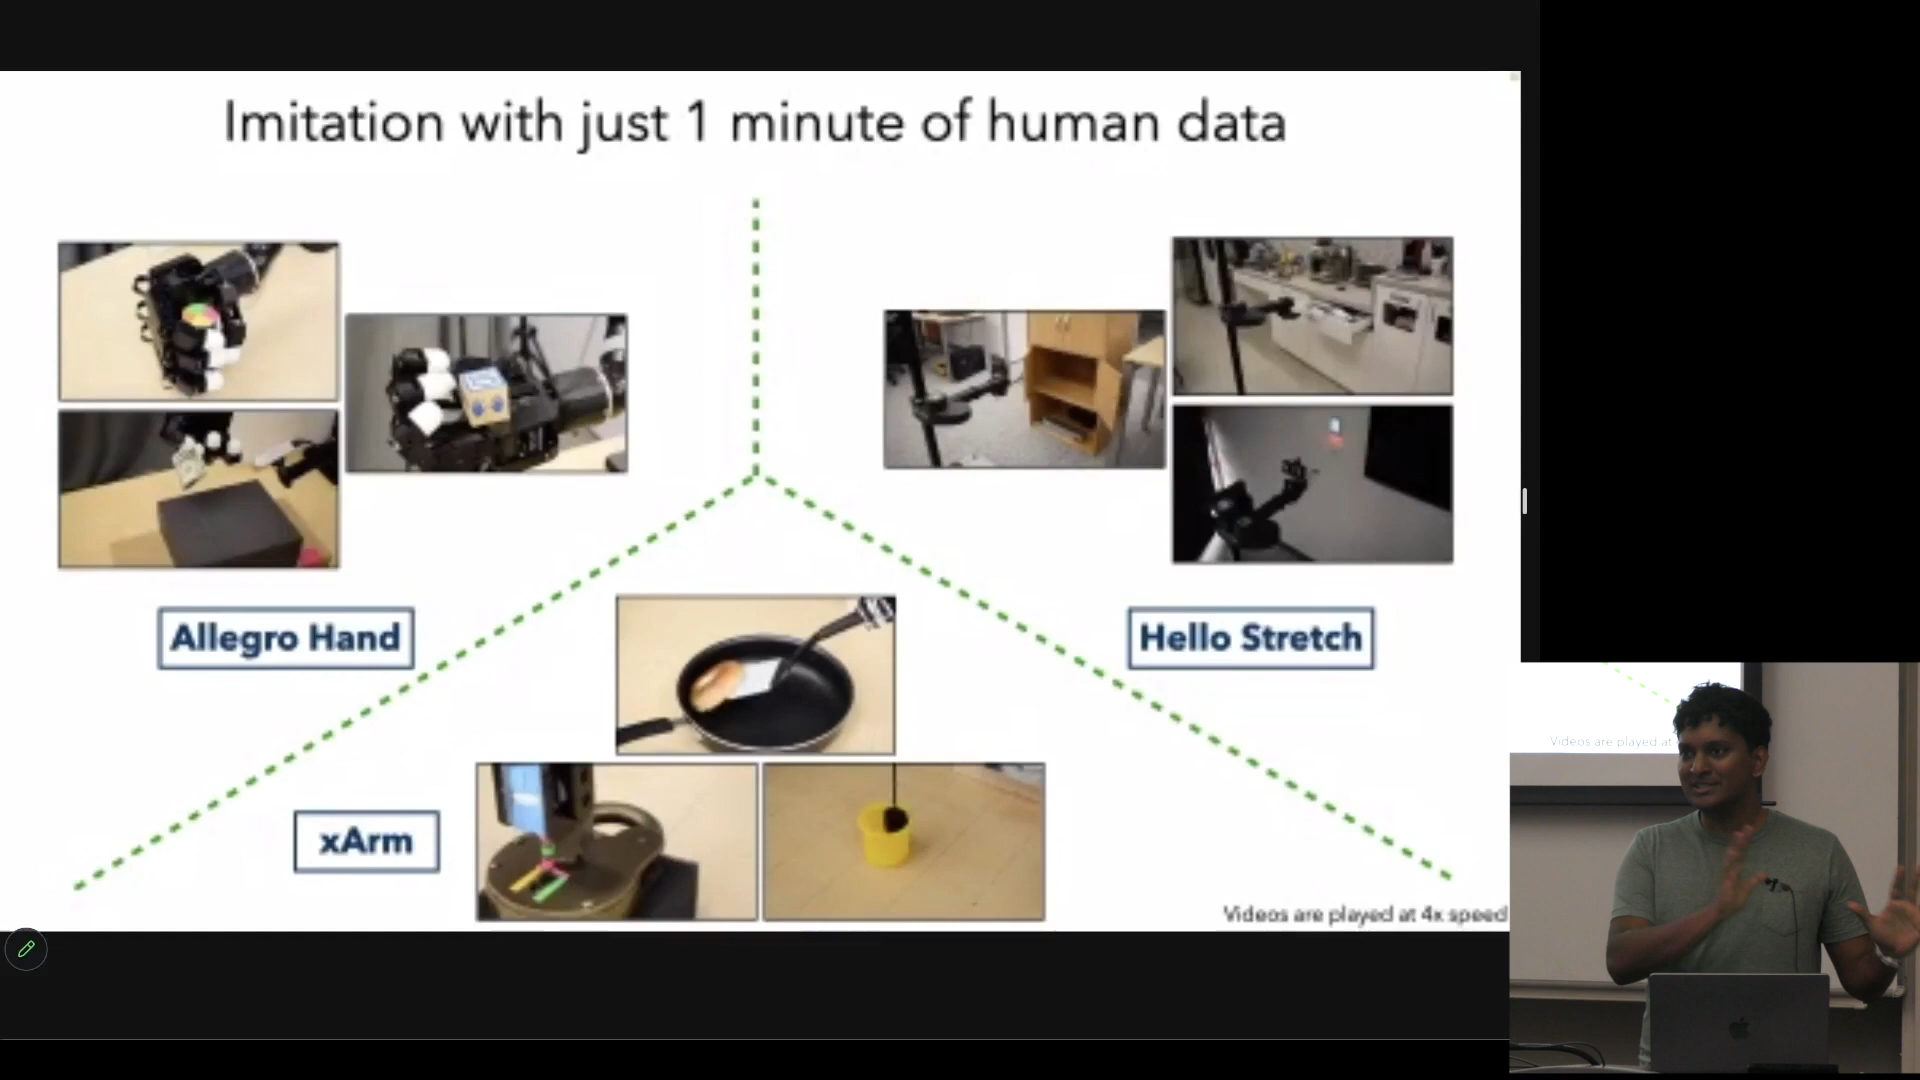 Imitation with just 1 minute of human data
Allegro Hand
Hello Stretch
xArm
Videos are played at 4x speed
Videos are played at